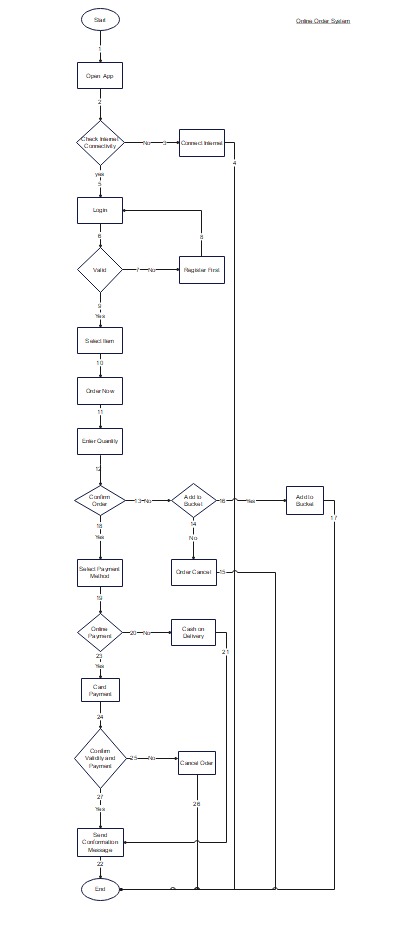 Start
Online Order System
1
Open App
2
Check Internet
Connectivity
No
3
Connect Internet
4
yes
5
Login
6
8
Valid
7
No
Register First
9
Yes
Select Item
10
Order Now
11
Enter Quantity
12
Confirm
Order
13
No
Add to
Bucket
16
Yes
Add to
Bucket
17
18
Yes
14
No
Select Payment
Method
Order Cancel
15
19
Online
Payment
20
No
Cash on
Delivery
21
23
Yes
Card
Payment
24
Confirm
Validity and
Payment
25
No
Cancel Oder
26
27
Yes
Send
Conformation
Message
22
End